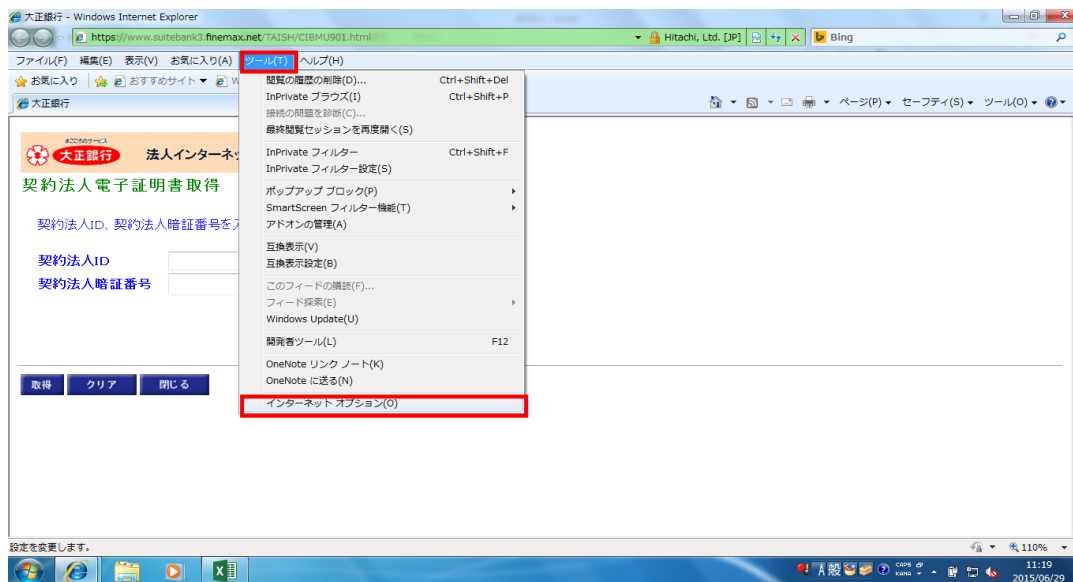 大正銀行 - Windows Internet Explorer
https://www.suitebank3.finemax.net/TAISH/CIBMU901.html
Hitachi, Ltd. [JP]
Bing
ファイル(F) 編集(E) 表示(V) お気に入り(A) ツール(T) ヘルプ(H)
お気に入り おすすめサイト W
大正銀行
ページ(P) セーフティ(S) ツール(O)
閲覧の履歴の削除(D)... Ctrl+Shift+Del
InPrivate ブラウズ(I) Ctrl+Shift+P
接続の問題を診断(C)...
最終閲覧セッションを再度開く(S)
InPrivate フィルター Ctrl+Shift+F
InPrivate フィルター設定(S)
ポップアップ ブロック(P)
SmartScreen フィルター機能(T)
アドオンの管理(A)
互換表示(V)
互換表示設定(B)
このフィードの購読(F)...
フィード探索(E)
Windows Update(U)
開発者ツール(L) F12
OneNote リンク ノート(K)
OneNote に送る(N)
インターネット オプション(O)
まごころのサービス
大正銀行 法人インターネッ
契約法人電子証明書取得
契約法人ID、契約法人暗証番号を入
契約法人ID
契約法人暗証番号
取得 クリア 閉じる
設定を変更します。
110%
A 般 CAPS KANA
11:19
2015/06/29